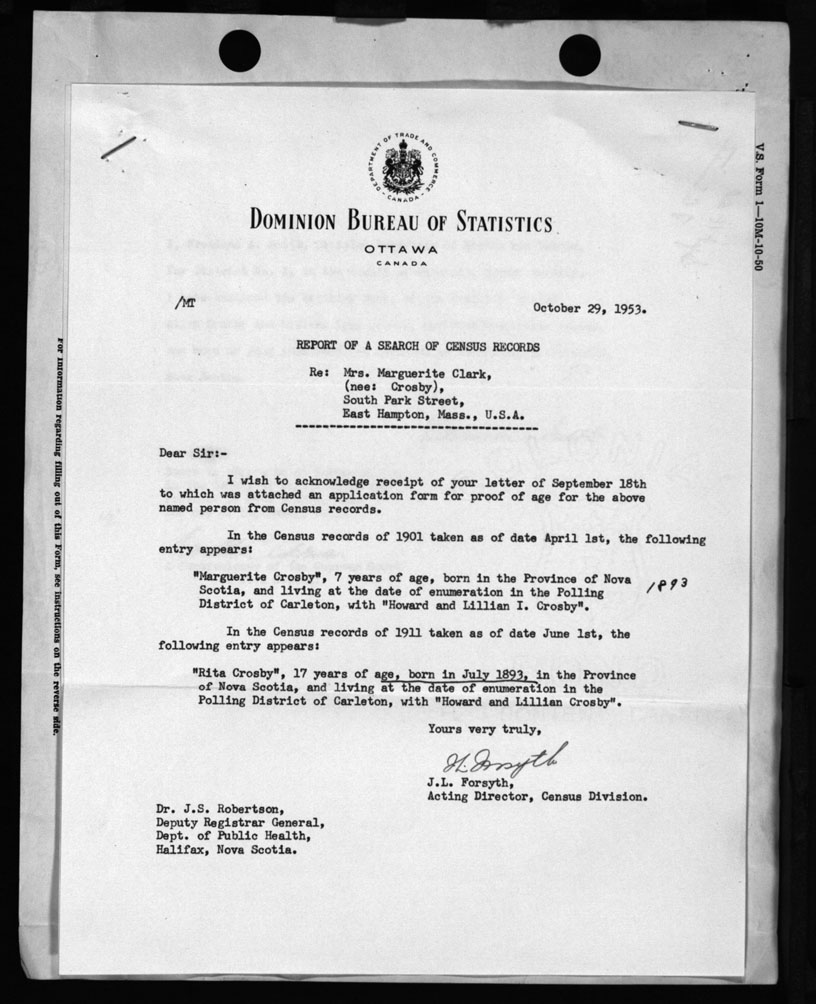 DEPARTMENT OF TRADE AND COMMERCE
CANADA
DOMINION BUREAU OF STATISTICS
OTTAWA
CANADA
/MT
October 29, 1953.
REPORT OF A SEARCH OF CENSUS RECORDS
Re: Mrs. Marguerite Clark,
(nee: Crosby),
South Park Street,
East Hampton, Mass., U.S.A.
Dear Sir:-
I wish to acknowledge receipt of your letter of September 18th
to which was attached an application form for proof of age for the above
named person from Census records.
In the Census records of 1901 taken as of date April 1st, the following
entry appears:
"Marguerite Crosby", 7 years of age, born in the Province of Nova
Scotia, and living at the date of enumeration in the Polling
District of Carleton, with "Howard and Lillian I. Crosby".
1893
In the Census records of 1911 taken as of date June 1st, the
following entry appears:
"Rita Crosby", 17 years of age, born in July 1893, in the Province
of Nova Scotia, and living at the date of enumeration in the
Polling District of Carleton, with "Howard and Lillian Crosby".
Yours very truly,
J.L. Forsyth
J.L. Forsyth,
Acting Director, Census Division.
Dr. J.S. Robertson,
Deputy Registrar General,
Dept. of Public Health,
Halifax, Nova Scotia.
For information regarding filling out of this Form, see instructions on the reverse side.
V.S. Form 1—10M-10-50